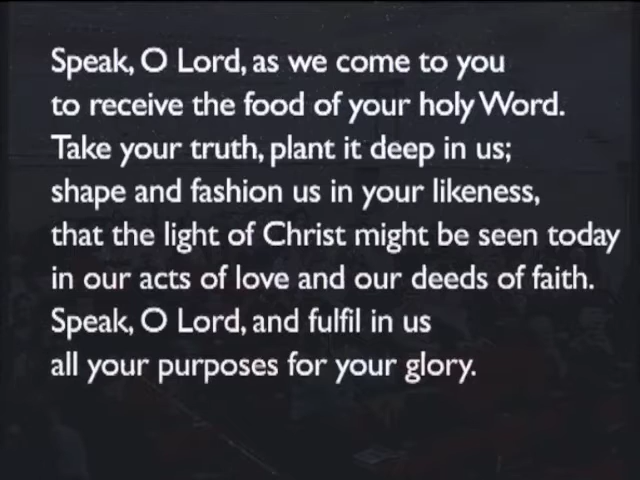 Speak, O Lord, as we come to you
to receive the food of your holy Word.
Take your truth, plant it deep in us;
shape and fashion us in your likeness,
that the light of Christ might be seen today
in our acts of love and our deeds of faith.
Speak, O Lord, and fulfil in us
all your purposes for your glory.